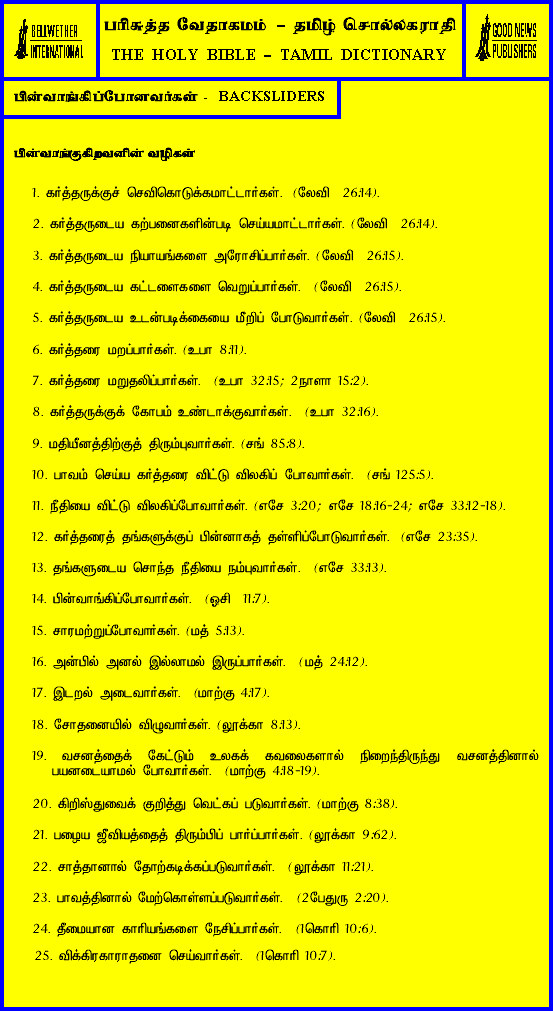 BELLWETHER
INTERNATIONAL
பரிசுத்த வேதாகமம் – தமிழ் சொல்லகராதி
THE HOLY BIBLE – TAMIL DICTIONARY
GOOD NEWS
PUBLISHERS
பின்வாங்கிப்போனவர்கள் - BACKSLIDERS
பின்வாங்குகிறவனின் வழிகள்
1. கர்த்தருக்குச் செவிகொடுக்கமாட்டார்கள். (லேவி 26:14).
2. கர்த்தருடைய கற்பனைகளின்படி செய்யமாட்டார்கள். (லேவி 26:14).
3. கர்த்தருடைய நியாயங்களை அரோசிப்பார்கள். (லேவி 26:15).
4. கர்த்தருடைய கட்டளைகளை வெறுப்பார்கள். (லேவி 26:15).
5. கர்த்தருடைய உடன்படிக்கையை மீறிப் போடுவார்கள். (லேவி 26:15).
6. கர்த்தரை மறப்பார்கள். (உபா 8:11).
7. கர்த்தரை மறுதலிப்பார்கள். (உபா 32:15; 2நாளா 15:2).
8. கர்த்தருக்குக் கோபம் உண்டாக்குவார்கள். (உபா 32:16).
9. மதியீனத்திற்குத் திரும்புவார்கள். (சங் 85:8).
10. பாவம் செய்ய கர்த்தரை விட்டு விலகிப் போவார்கள். (சங் 125:5).
11. நீதியை விட்டு விலகிப்போவார்கள். (எசே 3:20; எசே 18:16-24; எசே 33:12-18).
12. கர்த்தரைத் தங்களுக்குப் பின்னாகத் தள்ளிப்போடுவார்கள். (எசே 23:35).
13. தங்களுடைய சொந்த நீதியை நம்புவார்கள். (எசே 33:13).
14. பின்வாங்கிப்போவார்கள். (ஓசி 11:7).
15. சாரமற்றுப்போவார்கள். (மத் 5:13).
16. அன்பில் அனல் இல்லாமல் இருப்பார்கள். (மத் 24:12).
17. இடறல் அடைவார்கள். (மாற்கு 4:17).
18. சோதனையில் விழுவார்கள். (லூக்கா 8:13).
19. வசனத்தைக் கேட்டும் உலகக் கவலைகளால் நிறைந்திருந்து வசனத்தினால்
பயனடையாமல் போவார்கள். (மாற்கு 4:18-19).
20. கிறிஸ்துவைக் குறித்து வெட்கப் படுவார்கள். (மாற்கு 8:38).
21. பழைய ஜீவியத்தைத் திரும்பிப் பார்ப்பார்கள். (லூக்கா 9:62).
22. சாத்தானால் தோற்கடிக்கப்படுவார்கள். (லூக்கா 11:21).
23. பாவத்தினால் மேற்கொள்ளப்படுவார்கள். (2பேதுரு 2:20).
24. தீமையான காரியங்களை நேசிப்பார்கள். (1கொரி 10:6).
25. விக்கிரகாராதனை செய்வார்கள். (1கொரி 10:7).